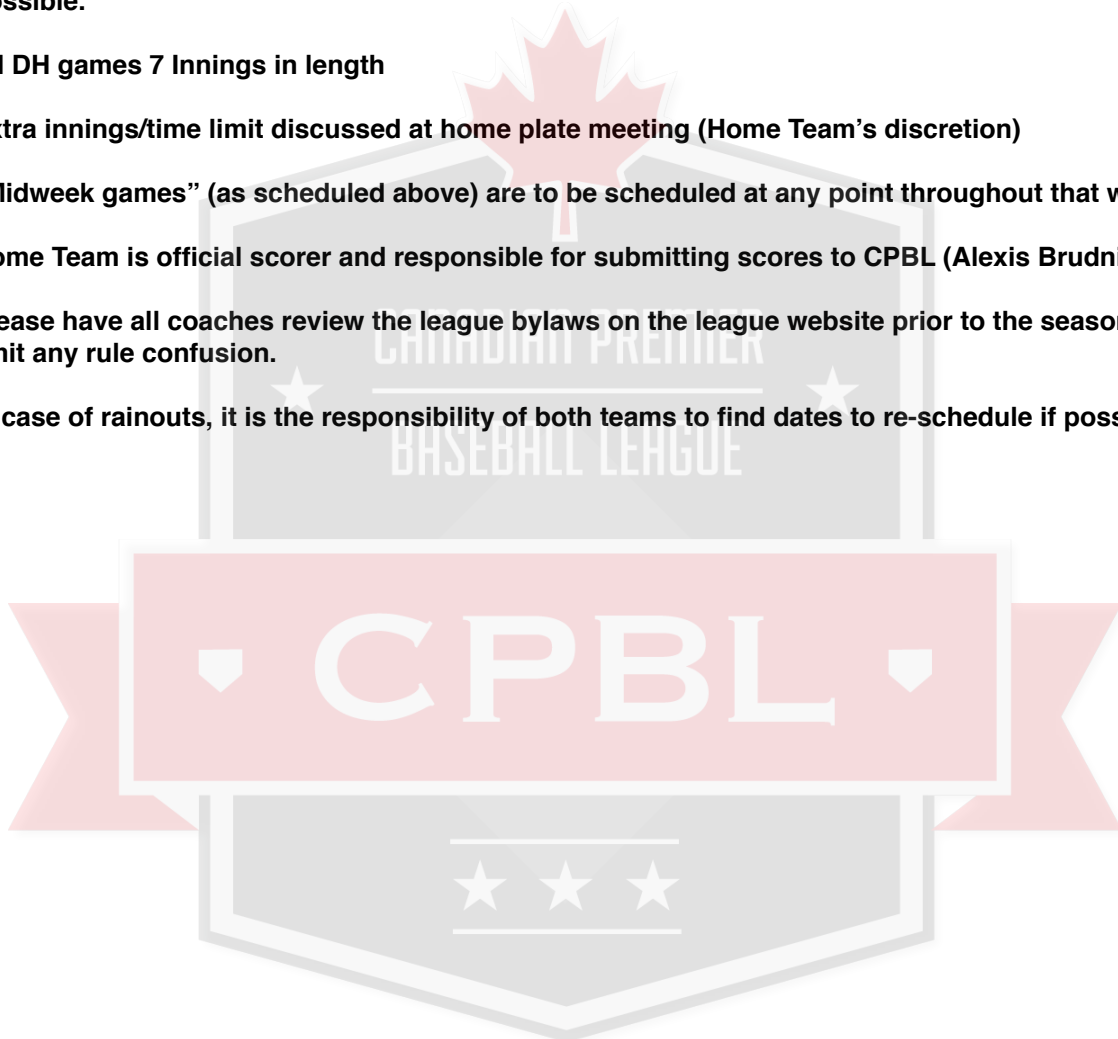 ossible.
l DH games 7 Innings in length
xtra innings/time limit discussed at home plate meeting (Home Team’s discretion)
Midweek games” (as scheduled above) are to be scheduled at any point throughout that w
ome Team is official scorer and responsible for submitting scores to CPBL (Alexis Brudni
ease have all coaches review the league bylaws on the league website prior to the season
mit any rule confusion.
case of rainouts, it is the responsibility of both teams to find dates to re-schedule if poss
CANADIAN PREMIER
BASEBALL LEAGUE
CPBL